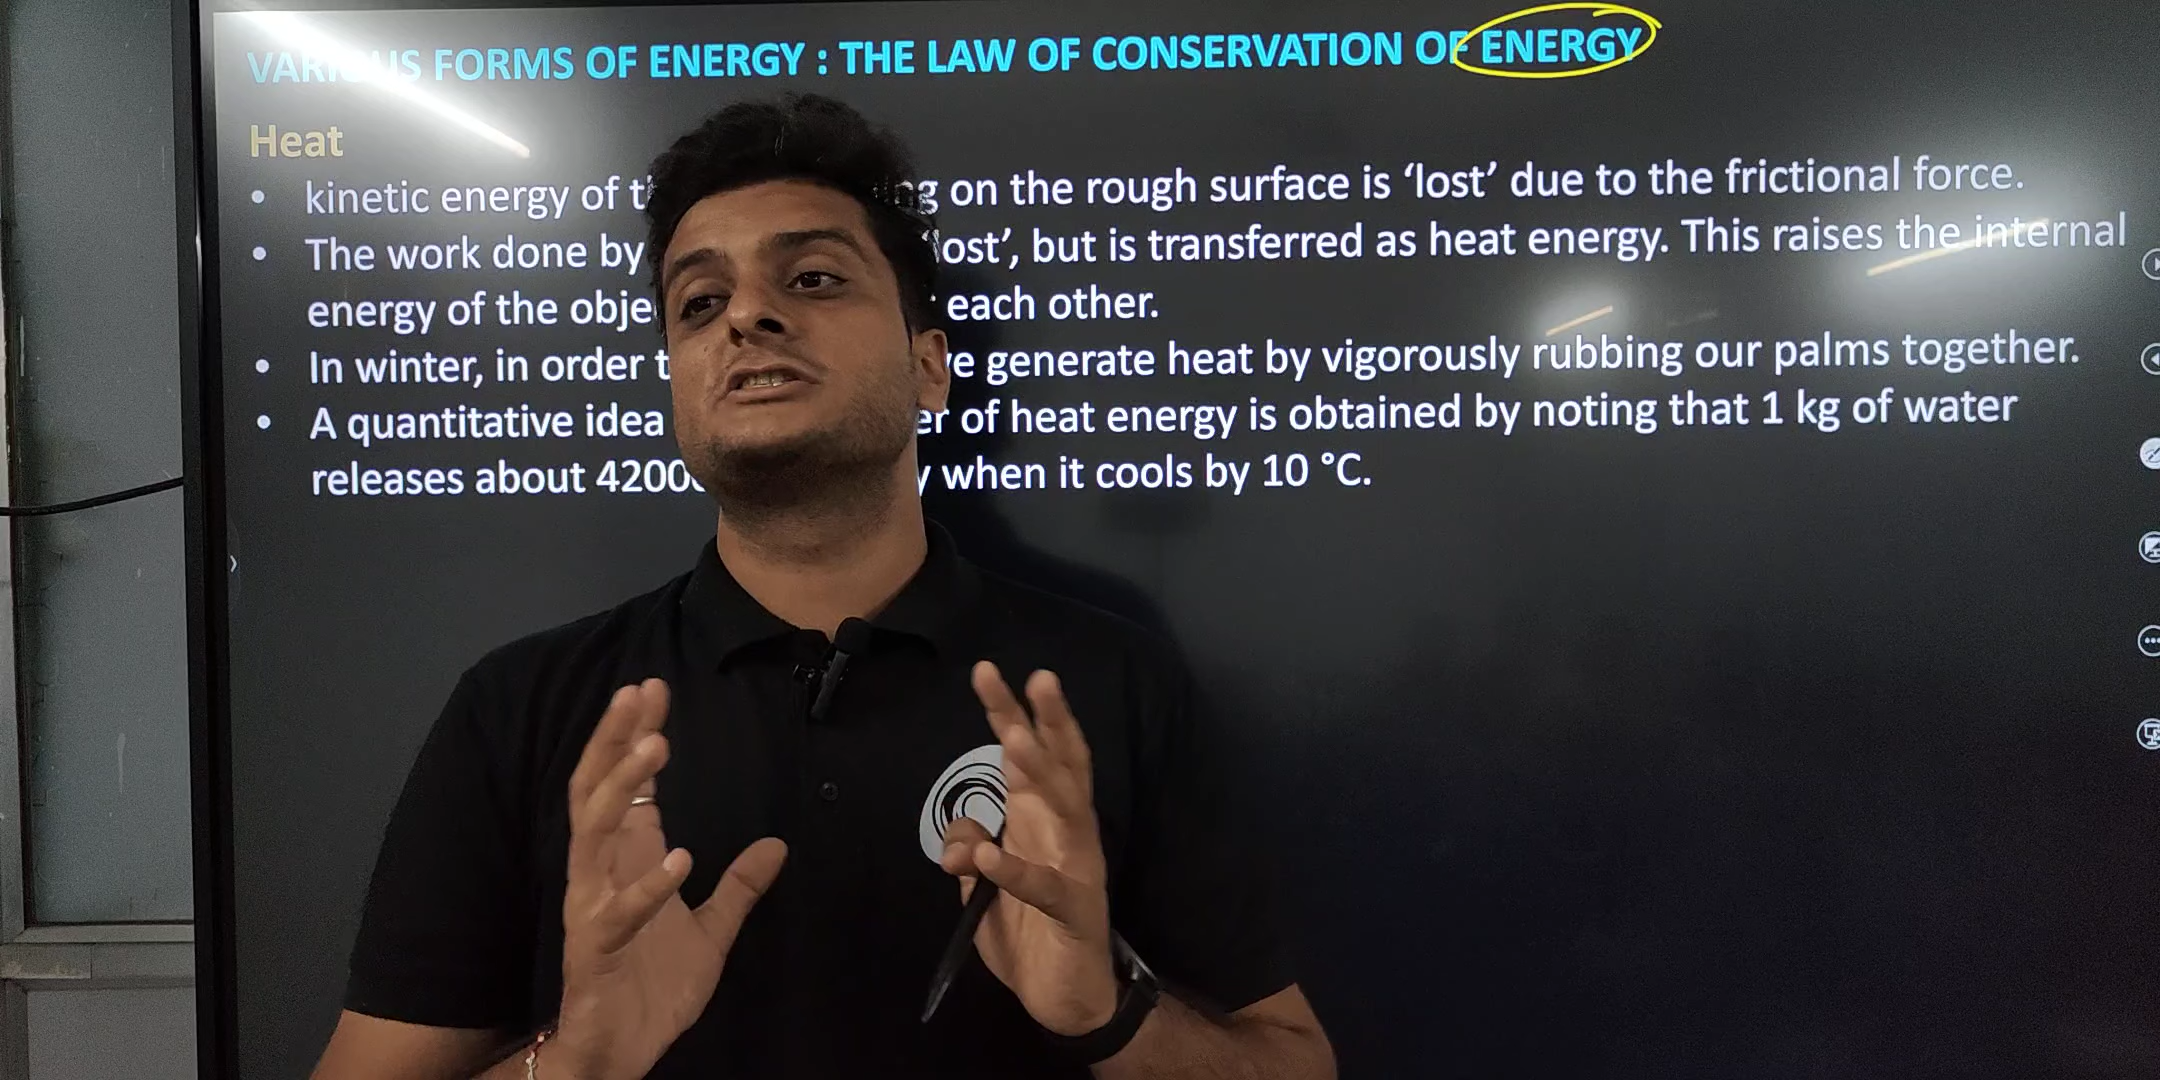 VARIOUS FORMS OF ENERGY : THE LAW OF CONSERVATION OF ENERGY
Heat
• kinetic energy of on the rough surface is ‘lost’ due to the frictional force.
• The work done by ‘lost’, but is transferred as heat energy. This raises the internal
energy of the each other.
• In winter, in order generate heat by vigorously rubbing our palms together.
• A quantitative idea of heat energy is obtained by noting that 1 kg of water
releases about when it cools by 10 °C.